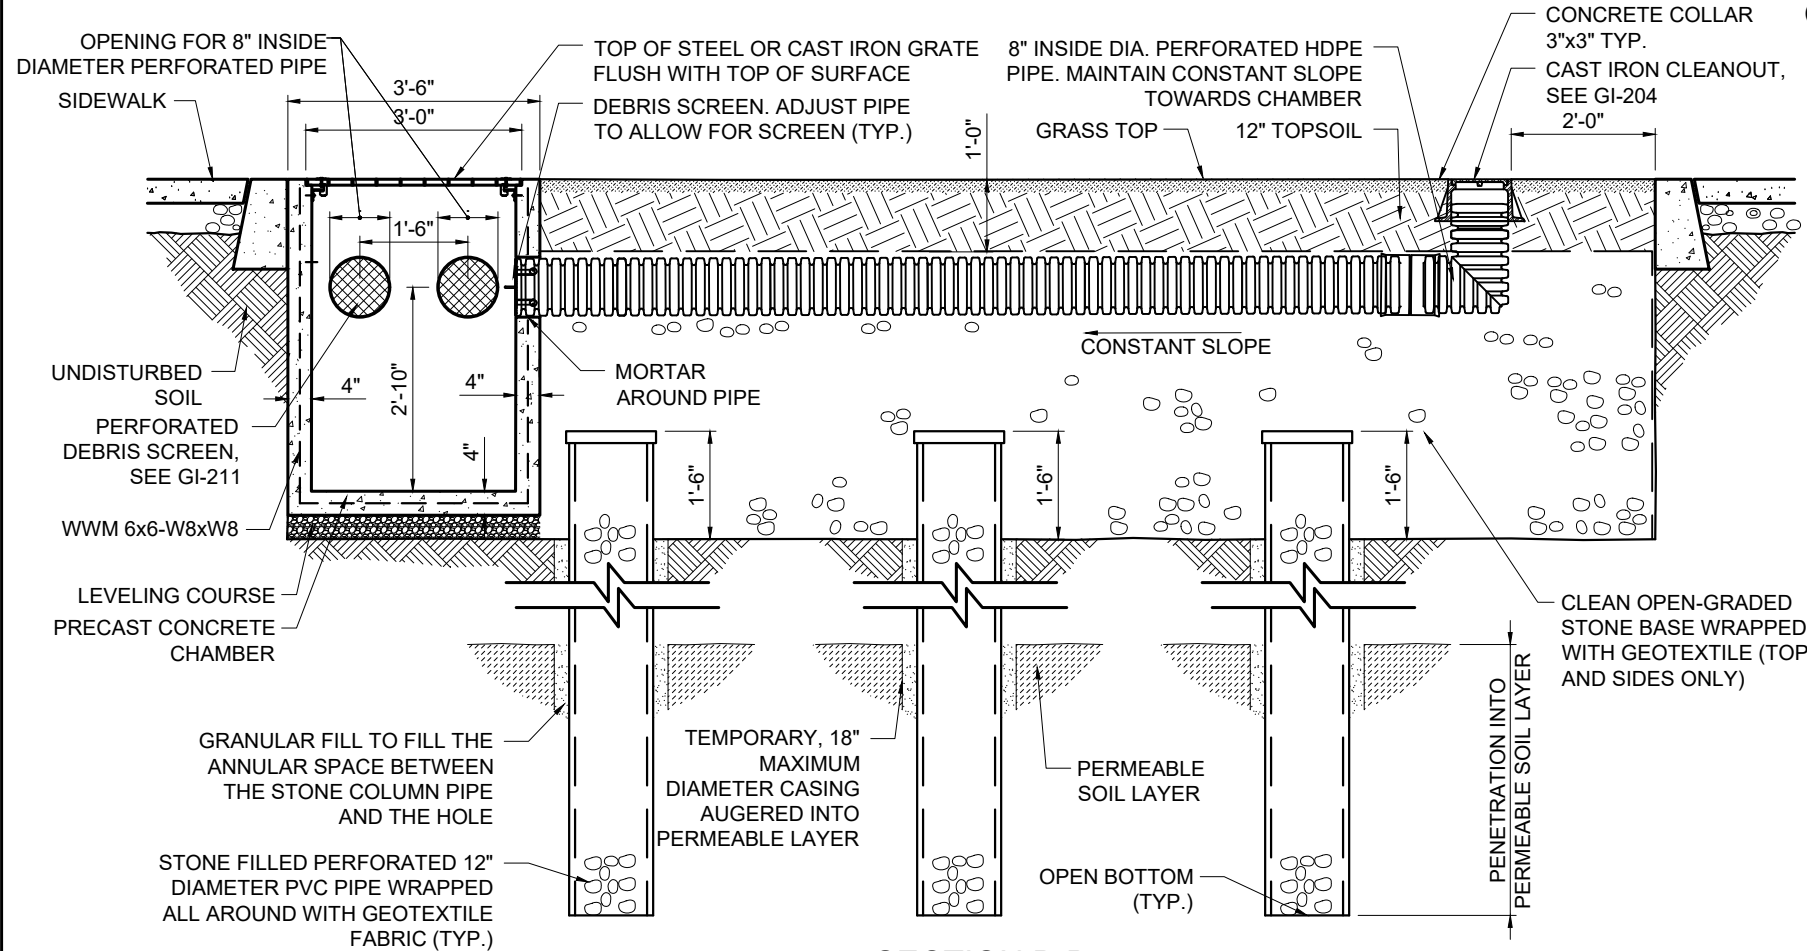 OPENING FOR 8" INSIDE
DIAMETER PERFORATED PIPE
SIDEWALK
3'-6"
3'-0"
TOP OF STEEL OR CAST IRON GRATE
FLUSH WITH TOP OF SURFACE
DEBRIS SCREEN. ADJUST PIPE
TO ALLOW FOR SCREEN (TYP.)
8" INSIDE DIA. PERFORATED HDPE
PIPE. MAINTAIN CONSTANT SLOPE
TOWARDS CHAMBER
GRASS TOP
12" TOPSOIL
1'-0"
CONCRETE COLLAR
3"x3" TYP.
CAST IRON CLEANOUT,
SEE GI-204
2'-0"
1'-6"
CONSTANT SLOPE
UNDISTURBED
SOIL
4"
2'-10"
4"
4"
MORTAR
AROUND PIPE
PERFORATED
DEBRIS SCREEN,
SEE GI-211
WWM 6x6-W8xW8
1'-6"
1'-6"
1'-6"
LEVELING COURSE
PRECAST CONCRETE
CHAMBER
CLEAN OPEN-GRADED
STONE BASE WRAPPED
WITH GEOTEXTILE (TOP
AND SIDES ONLY)
GRANULAR FILL TO FILL THE
ANNULAR SPACE BETWEEN
THE STONE COLUMN PIPE
AND THE HOLE
TEMPORARY, 18"
MAXIMUM
DIAMETER CASING
AUGERED INTO
PERMEABLE LAYER
PERMEABLE
SOIL LAYER
PENETRATION INTO
PERMEABLE SOIL LAYER
STONE FILLED PERFORATED 12"
DIAMETER PVC PIPE WRAPPED
ALL AROUND WITH GEOTEXTILE
FABRIC (TYP.)
OPEN BOTTOM
(TYP.)